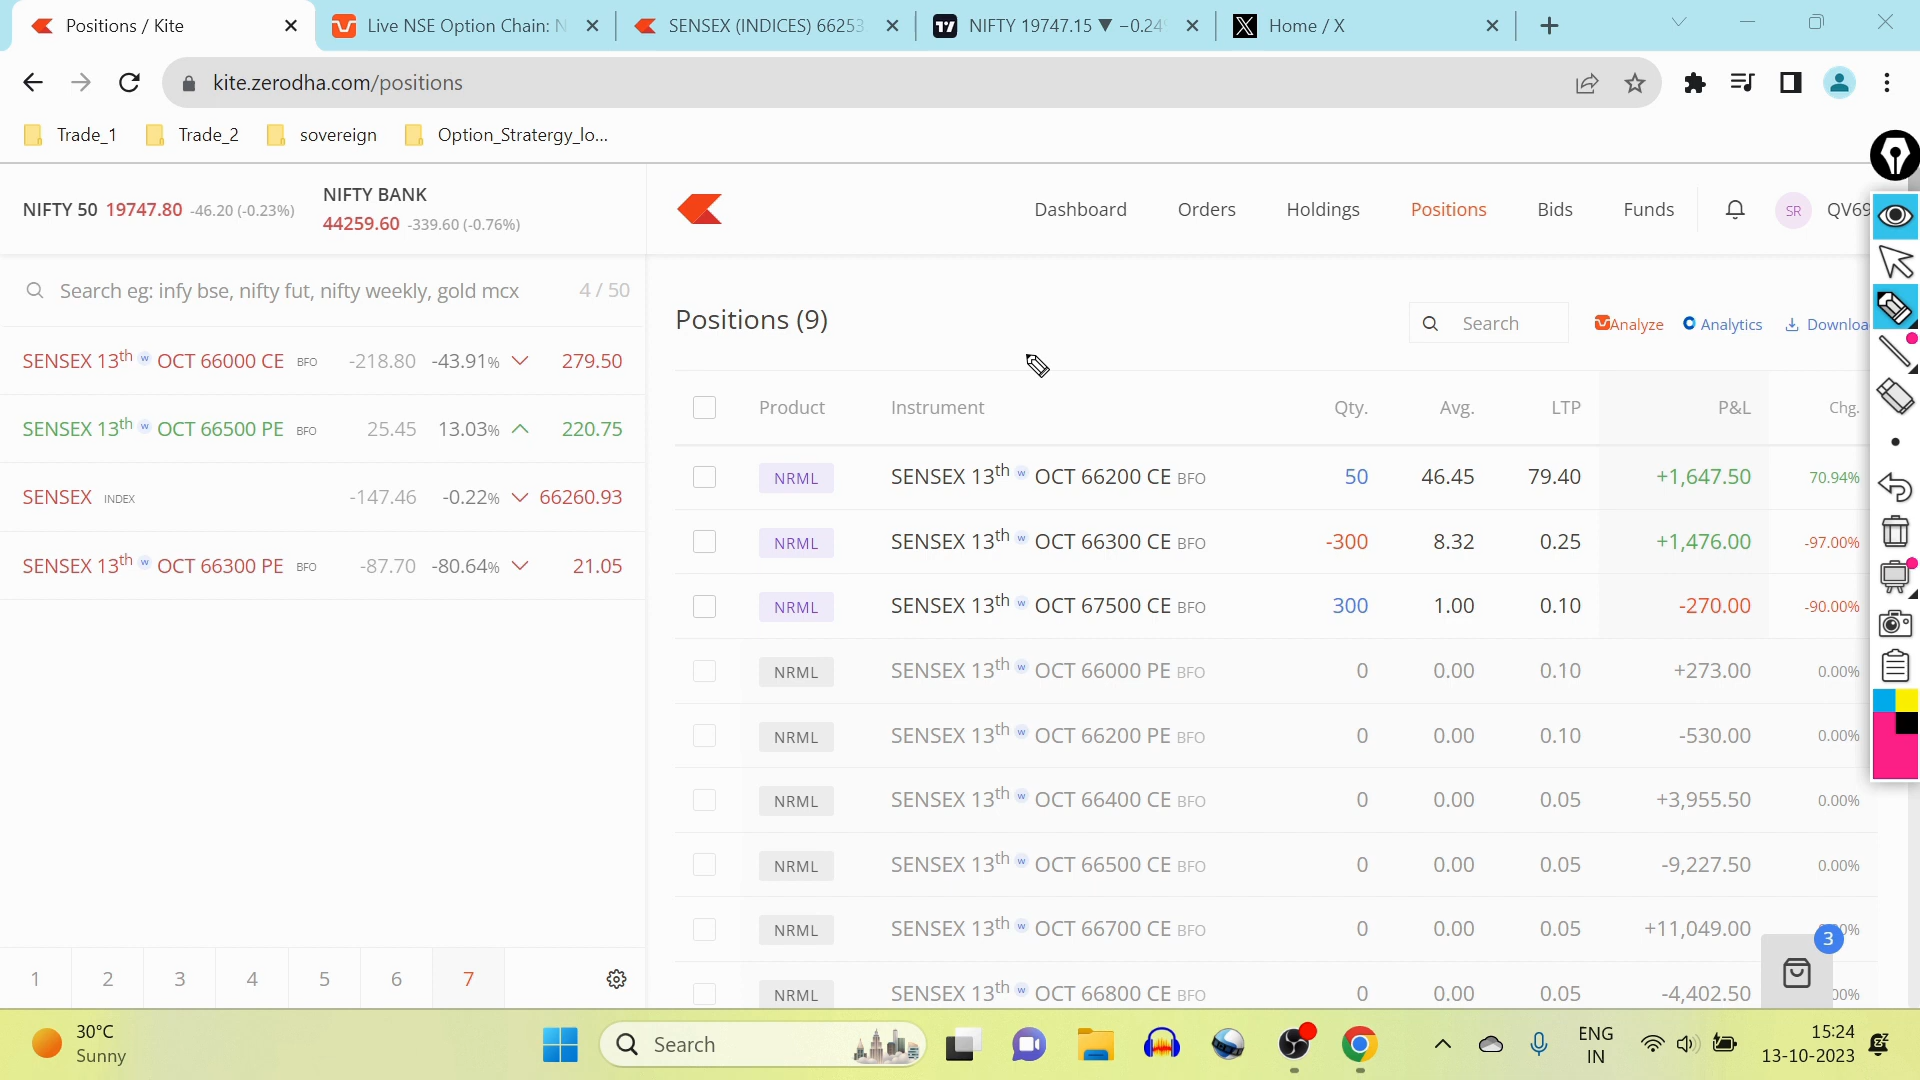 Positions / Kite
Live NSE Option Chain: N
SENSEX (INDICES) 66253
NIFTY 19747.15 ▼ −0.24
Home / X
kite.zerodha.com/positions
Trade_1
Trade_2
sovereign
Option_Stratergy_lo...
NIFTY 50 19747.80 -46.20 (-0.23%)
NIFTY BANK
44259.60 -339.60 (-0.76%)
Dashboard
Orders
Holdings
Positions
Bids
Funds
SR
QV69
Search eg: infy bse, nifty fut, nifty weekly, gold mcx
4 / 50
SENSEX 13th w OCT 66000 CE BFO -218.80 -43.91% 279.50
SENSEX 13th w OCT 66500 PE BFO 25.45 13.03% 220.75
SENSEX INDEX -147.46 -0.22% 66260.93
SENSEX 13th w OCT 66300 PE BFO -87.70 -80.64% 21.05
1 2 3 4 5 6 7
Positions (9)
Search
Analyze
Analytics
Downloa
Product Instrument Qty. Avg. LTP P&L Chg.
NRML SENSEX 13th w OCT 66200 CE BFO 50 46.45 79.40 +1,647.50 70.94%
NRML SENSEX 13th w OCT 66300 CE BFO -300 8.32 0.25 +1,476.00 -97.00%
NRML SENSEX 13th w OCT 67500 CE BFO 300 1.00 0.10 -270.00 -90.00%
NRML SENSEX 13th w OCT 66000 PE BFO 0 0.00 0.10 +273.00 0.00%
NRML SENSEX 13th w OCT 66200 PE BFO 0 0.00 0.10 -530.00 0.00%
NRML SENSEX 13th w OCT 66400 CE BFO 0 0.00 0.05 +3,955.50 0.00%
NRML SENSEX 13th w OCT 66500 CE BFO 0 0.00 0.05 -9,227.50 0.00%
NRML SENSEX 13th w OCT 66700 CE BFO 0 0.00 0.05 +11,049.00 0%
NRML SENSEX 13th w OCT 66800 CE BFO 0 0.00 0.05 -4,402.50 00%
3
30°C
Sunny
Search
ENG
IN
15:24
13-10-2023